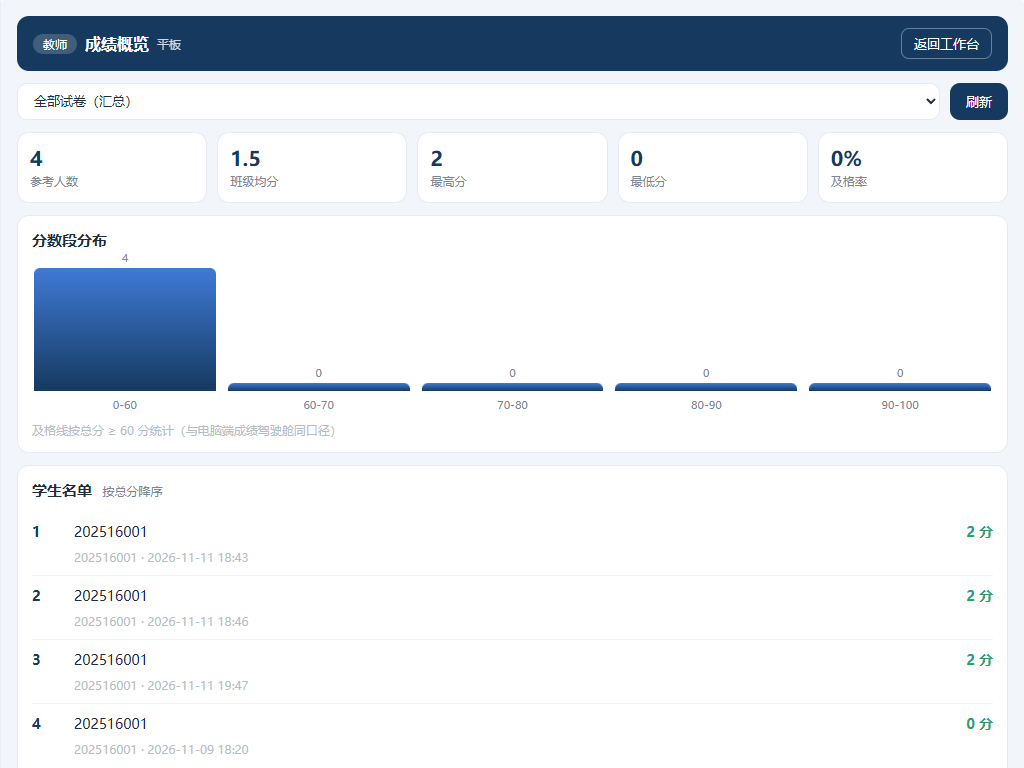 教师 成绩概览 平板 返回工作台
全部试卷（汇总） 刷新
4 1.5 2 0 0%
参考人数 班级均分 最高分 最低分 及格率
分数段分布
4 0 0 0 0
0-60 60-70 70-80 80-90 90-100
及格线按总分 ≥ 60 分统计（与电脑端成绩驾驶舱同口径）
学生名单 按总分降序
1 202516001 2 分
202516001 · 2026-11-11 18:43
2 202516001 2 分
202516001 · 2026-11-11 18:46
3 202516001 2 分
202516001 · 2026-11-11 19:47
4 202516001 0 分
202516001 · 2026-11-09 18:20